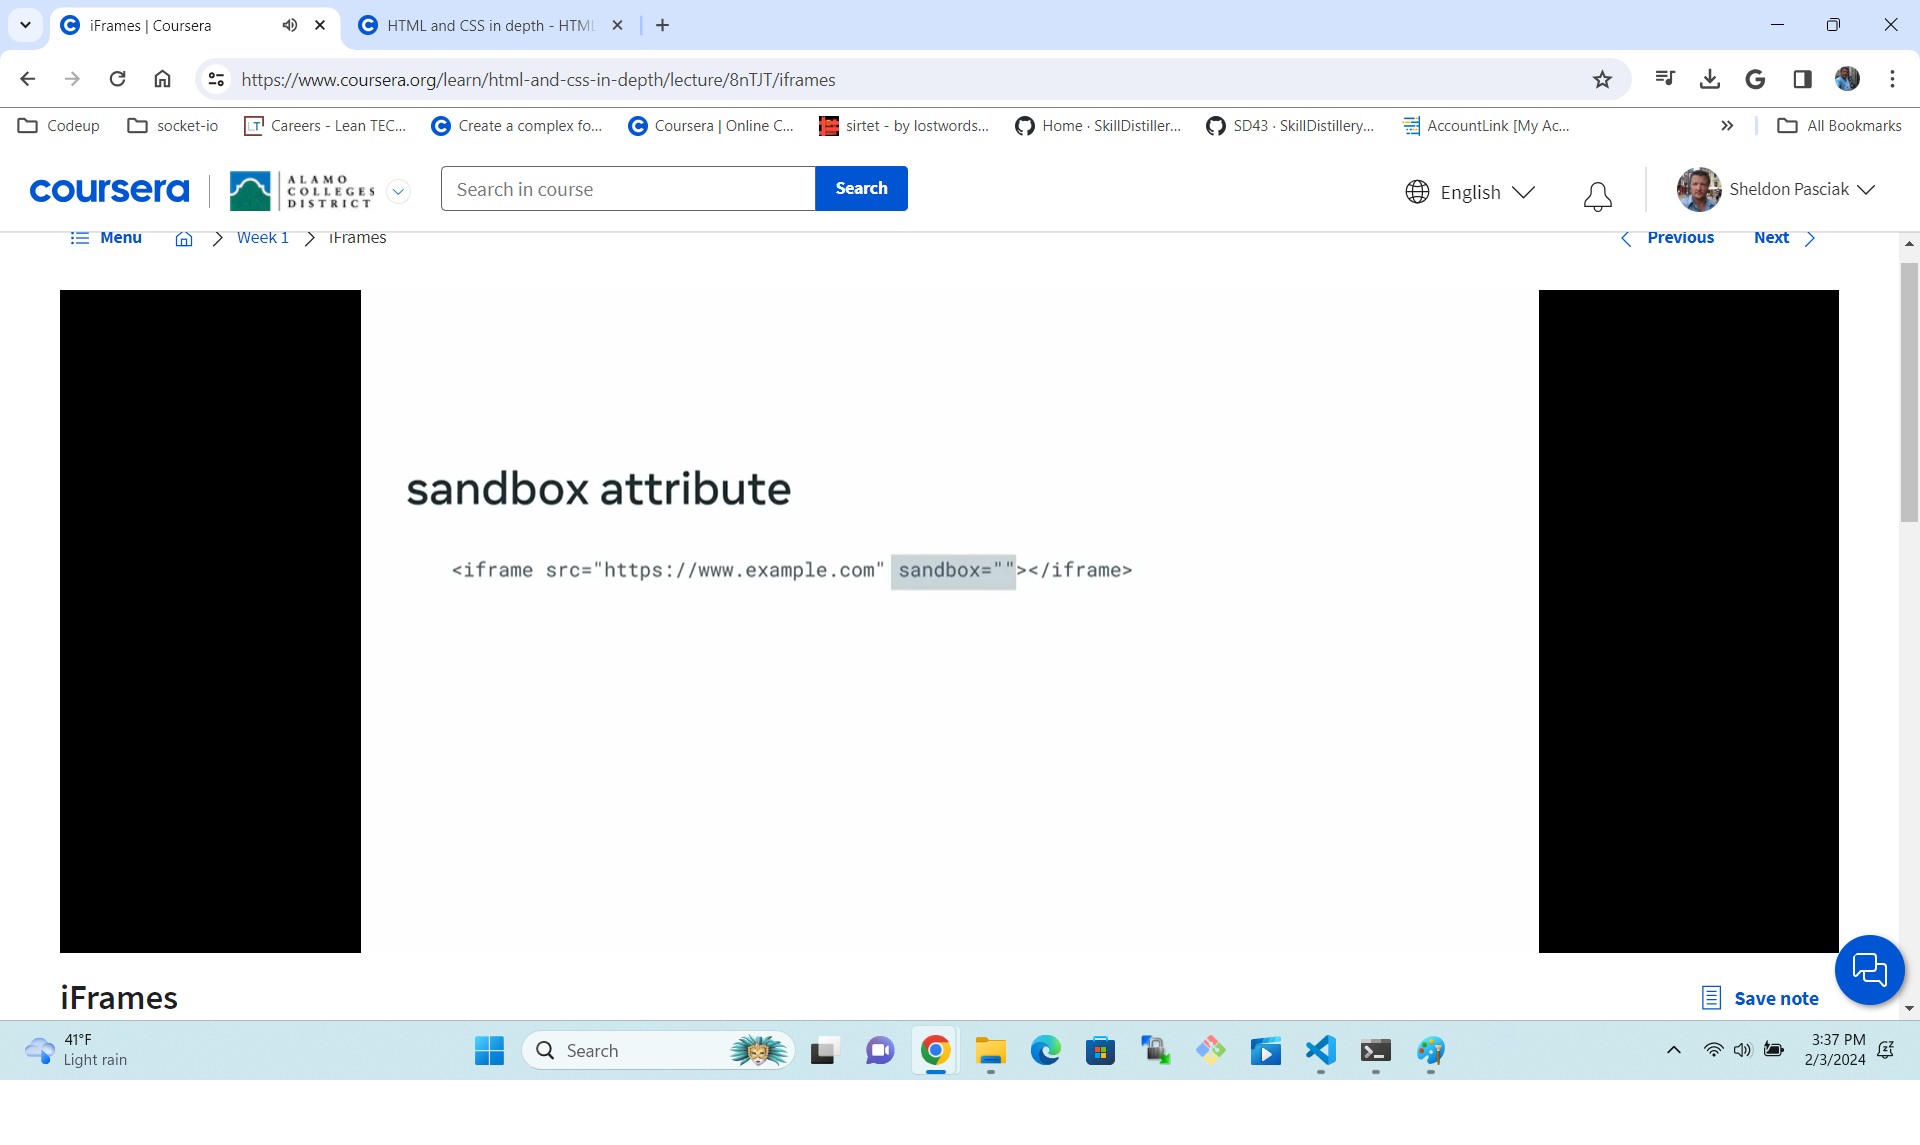 iFrames | Coursera
HTML and CSS in depth - HTML
https://www.coursera.org/learn/html-and-css-in-depth/lecture/8nTJT/iframes
Codeup
socket-io
LT
Careers - Lean TEC...
Create a complex fo...
Coursera | Online C...
sirtet - by lostwords...
Home · SkillDistiller...
SD43 · SkillDistillery...
AccountLink [My Ac...
All Bookmarks
coursera
ALAMO
COLLEGES
DISTRICT
Search in course
Search
English
Sheldon Pasciak
Menu
Week 1
iFrames
Previous
Next
sandbox attribute
<iframe src="https://www.example.com" sandbox=""></iframe>
iFrames
Save note
41°F
Light rain
Search
3:37 PM
2/3/2024